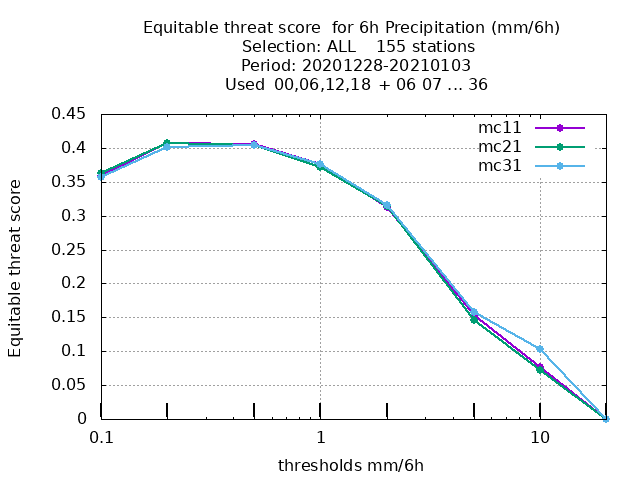 Equitable threat score  for 6h Precipitation (mm/6h)
Selection: ALL    155 stations
Period: 20201228-20210103
Used  00,06,12,18  + 06 07 ... 36
mc11
mc21
mc31
0.45
0.4
0.35
0.3
0.25
0.2
0.15
0.1
0.05
0
Equitable threat score
0.1
1
10
thresholds mm/6h